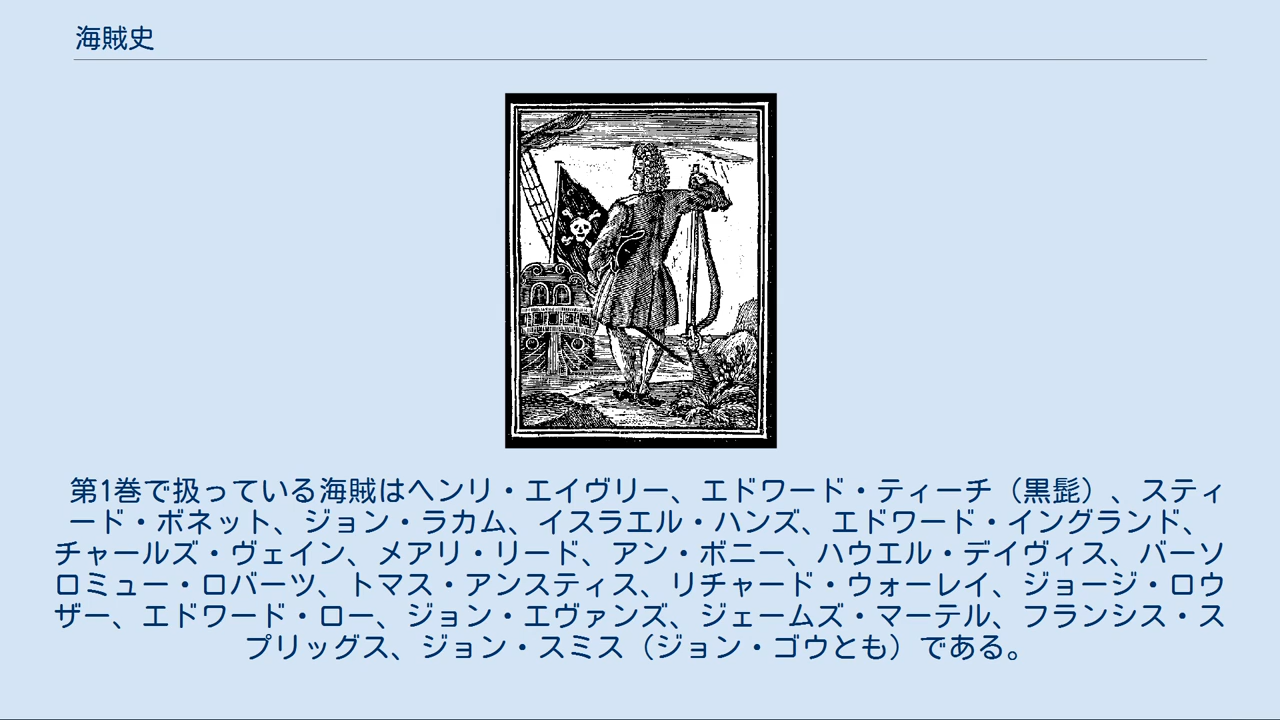 海賊史
第1巻で扱っている海賊はヘンリ・エイヴリー、エドワード・ティーチ（黒髭）、スティ
ード・ボネット、ジョン・ラカム、イスラエル・ハンズ、エドワード・イングランド、
チャールズ・ヴェイン、メアリ・リード、アン・ボニー、ハウエル・デイヴィス、バーソ
ロミュー・ロバーツ、トマス・アンスティス、リチャード・ウォーレイ、ジョージ・ロウ
ザー、エドワード・ロー、ジョン・エヴァンズ、ジェームズ・マーテル、フランシス・ス
プリッグス、ジョン・スミス（ジョン・ゴウとも）である。